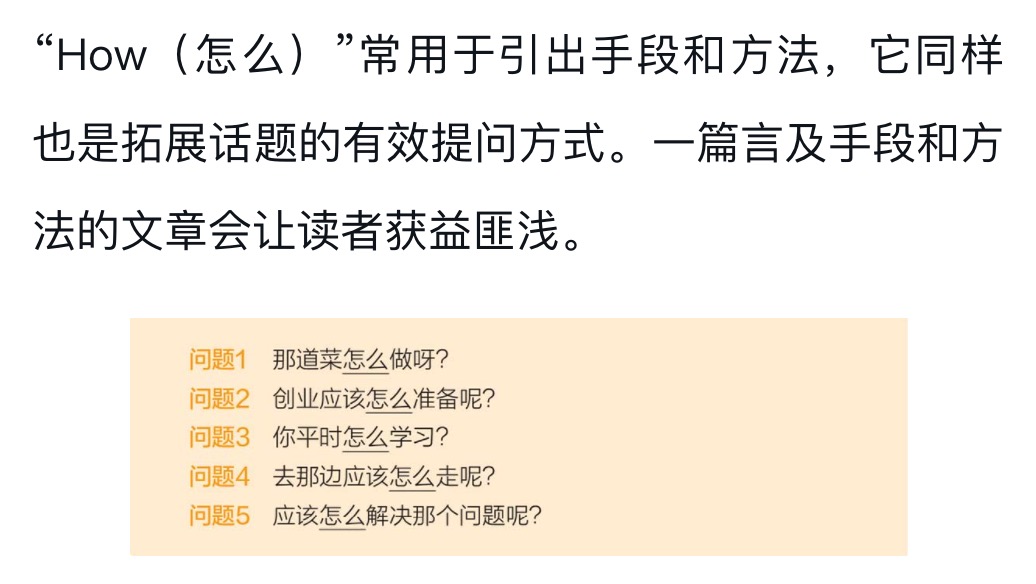 “How（怎么）”常用于引出手段和方法，它同样
也是拓展话题的有效提问方式。一篇言及手段和方
法的文章会让读者获益匪浅。
问题1 那道菜怎么做呀？
问题2 创业应该怎么准备呢？
问题3 你平时怎么学习？
问题4 去那边应该怎么走呢？
问题5 应该怎么解决那个问题呢？